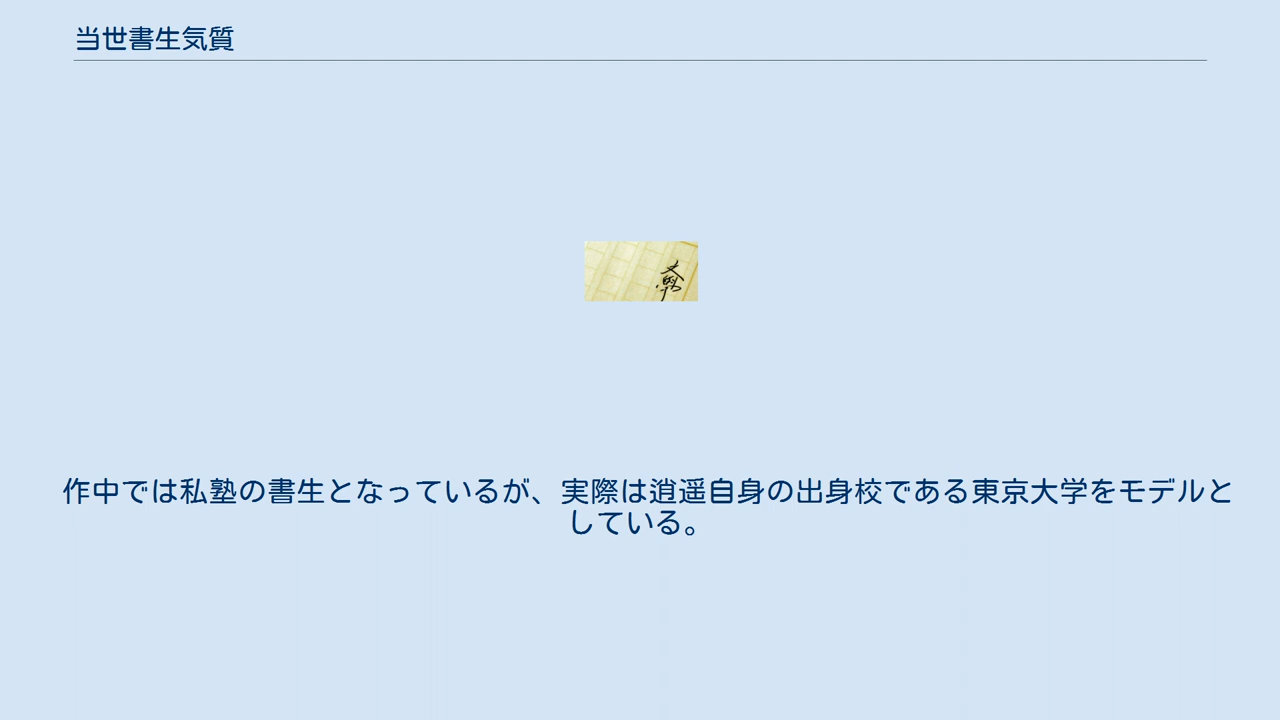 当世書生気質
作中では私塾の書生となっているが、実際は逍遥自身の出身校である東京大学をモデルと
している。